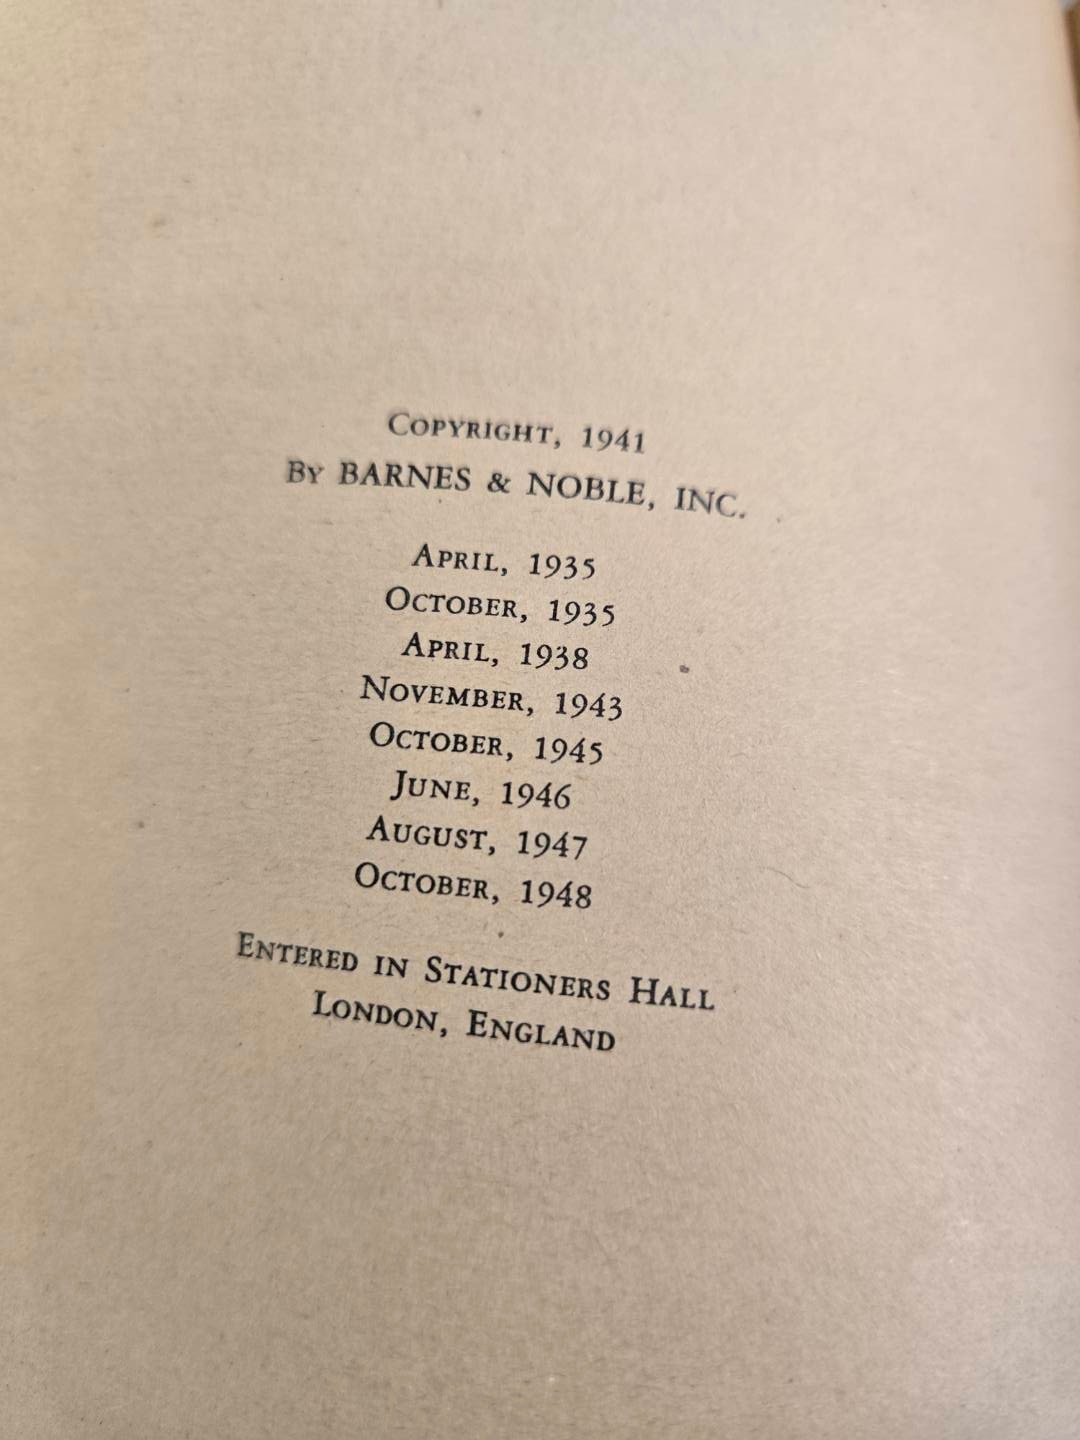 COPYRIGHT, 1941
BY BARNES & NOBLE, INC.
APRIL, 1935
OCTOBER, 1935
APRIL, 1938
NOVEMBER, 1943
OCTOBER, 1945
JUNE, 1946
AUGUST, 1947
OCTOBER, 1948
ENTERED IN STATIONERS HALL
LONDON, ENGLAND